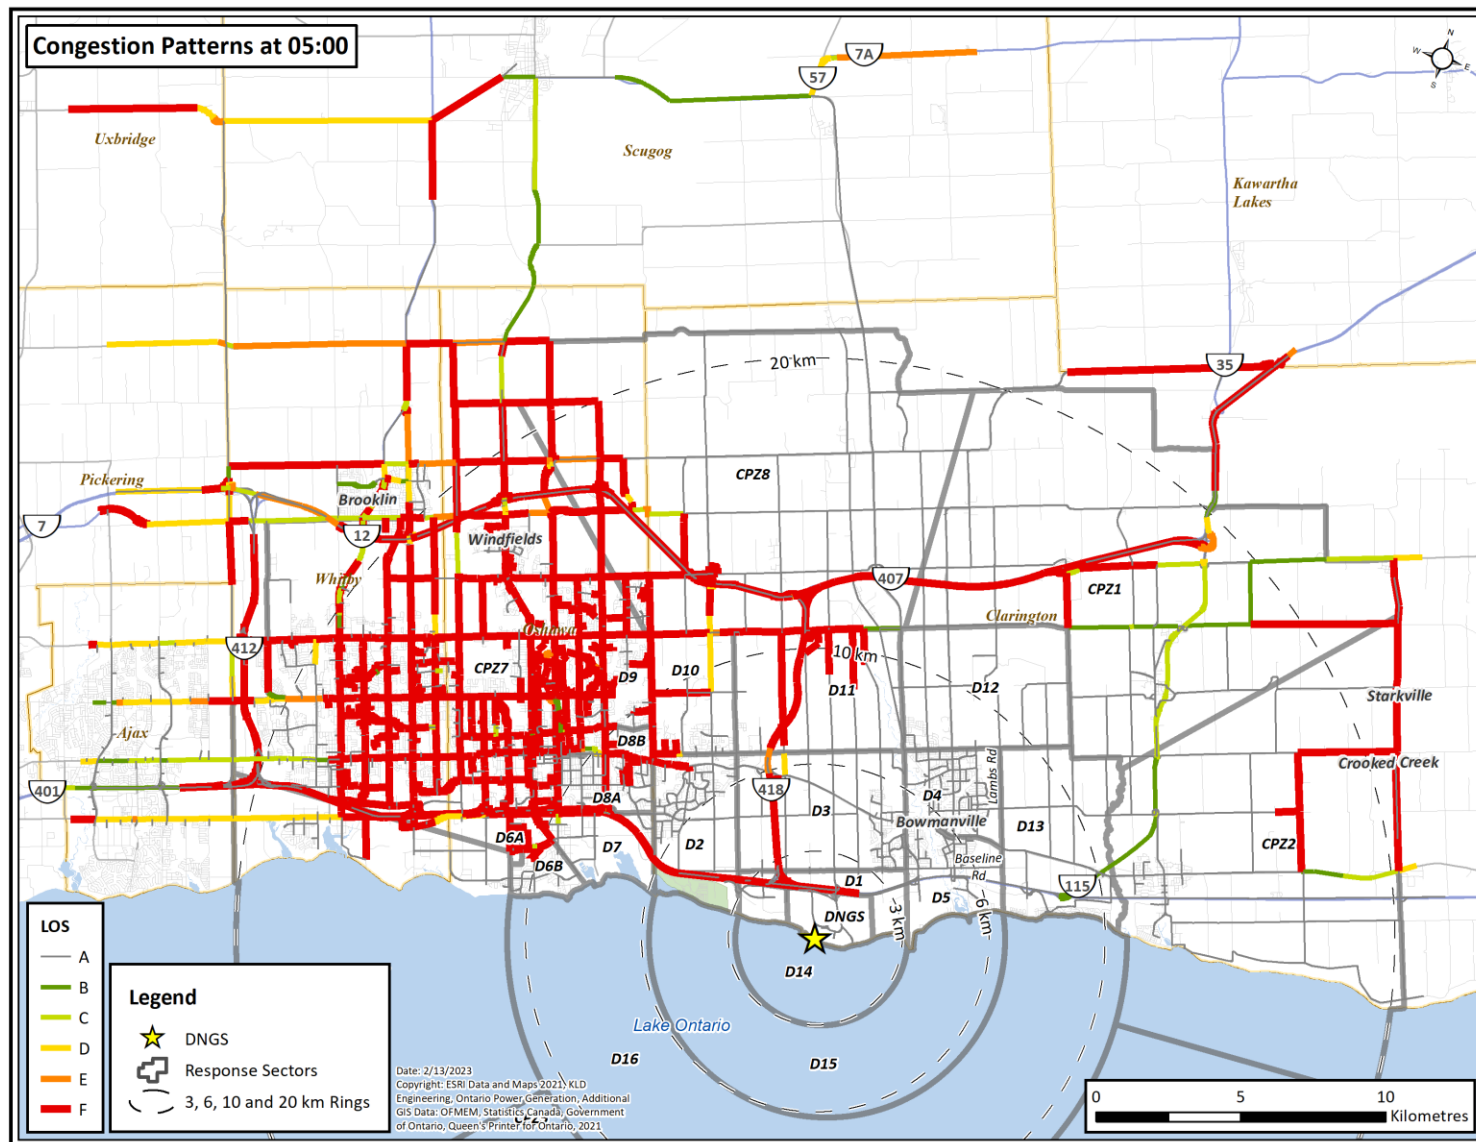 Congestion Patterns at 05:00
7A
57
N
W
E
S
Uxbridge
Scugog
Kawartha
Lakes
20 km
35
Pickering
CPZ8
Brooklin
7
12
Windfields
407
Whitby
CPZ1
Clarington
Oshawa
412
10 km
CPZ7
D9
D10
D11
D12
Starkville
Ajax
D8B
Crooked Creek
401
418
Lambs Rd
D8A
D3
D4
Bowmanville
D13
D6A
D7
D2
CPZ2
D6B
Baseline
Rd
D1
115
D5
DNGS
3 km
6 km
D14
Lake Ontario
D16
D15
LOS
A
B
C
D
E
F
Legend
DNGS
Response Sectors
3, 6, 10 and 20 km Rings
Date: 2/13/2023
Copyright: ESRI Data and Maps 2021, KLD
Engineering, Ontario Power Generation, Additional
GIS Data: OFMEM, Statistics Canada, Government
of Ontario, Queen's Printer for Ontario, 2021
0 5 10
Kilometres